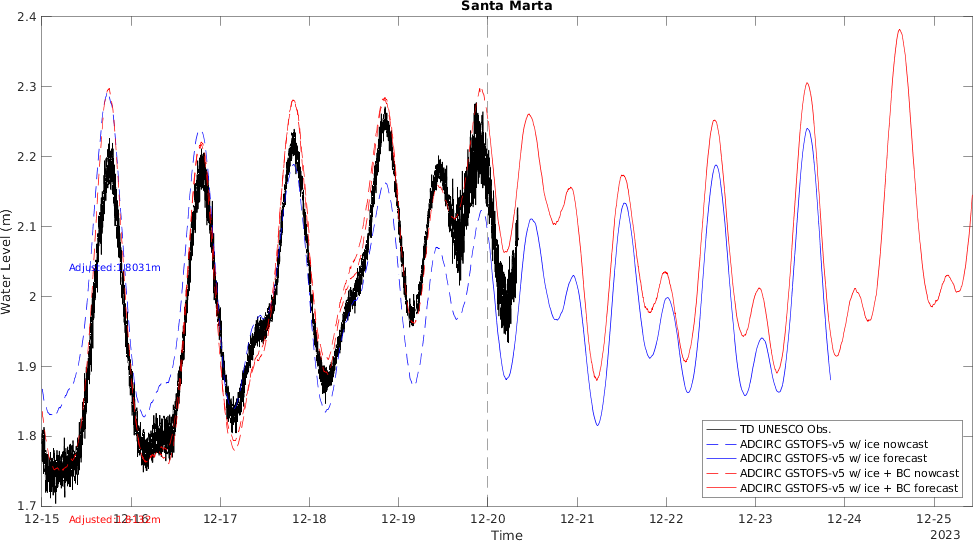 Santa Marta
2.4
2.3
2.2
2.1
2
1.9
1.8
1.7
Water Level (m)
Adjusted:1.8031m
12-15
12-16
12-17
12-18
12-19
12-20
12-21
12-22
12-23
12-24
12-25
2023
Time
TD UNESCO Obs.
ADCIRC GSTOFS-v5 w/ ice nowcast
ADCIRC GSTOFS-v5 w/ ice forecast
ADCIRC GSTOFS-v5 w/ ice + BC nowcast
ADCIRC GSTOFS-v5 w/ ice + BC forecast